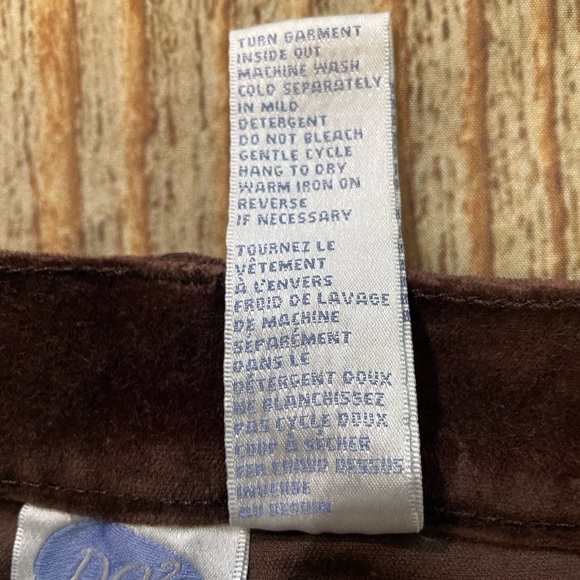 TURN GARMENT
INSIDE OUT
MACHINE WASH
COLD SEPARATELY
IN MILD
DETERGENT
DO NOT BLEACH
GENTLE CYCLE
HANG TO DRY
WARM IRON ON
REVERSE
IF NECESSARY
TOURNEZ LE
VÊTEMENT
À L'ENVERS
FROID DE LAVAGE
DE MACHINE
SÉPARÉMENT
DANS LE
DÉTERGENT DOUX
NE BLANCHISSEZ
PAS CYCLE DOUX
COUP À SÉCHER
FER CHAUD DESSUS
INVERSE
AU BESOIN